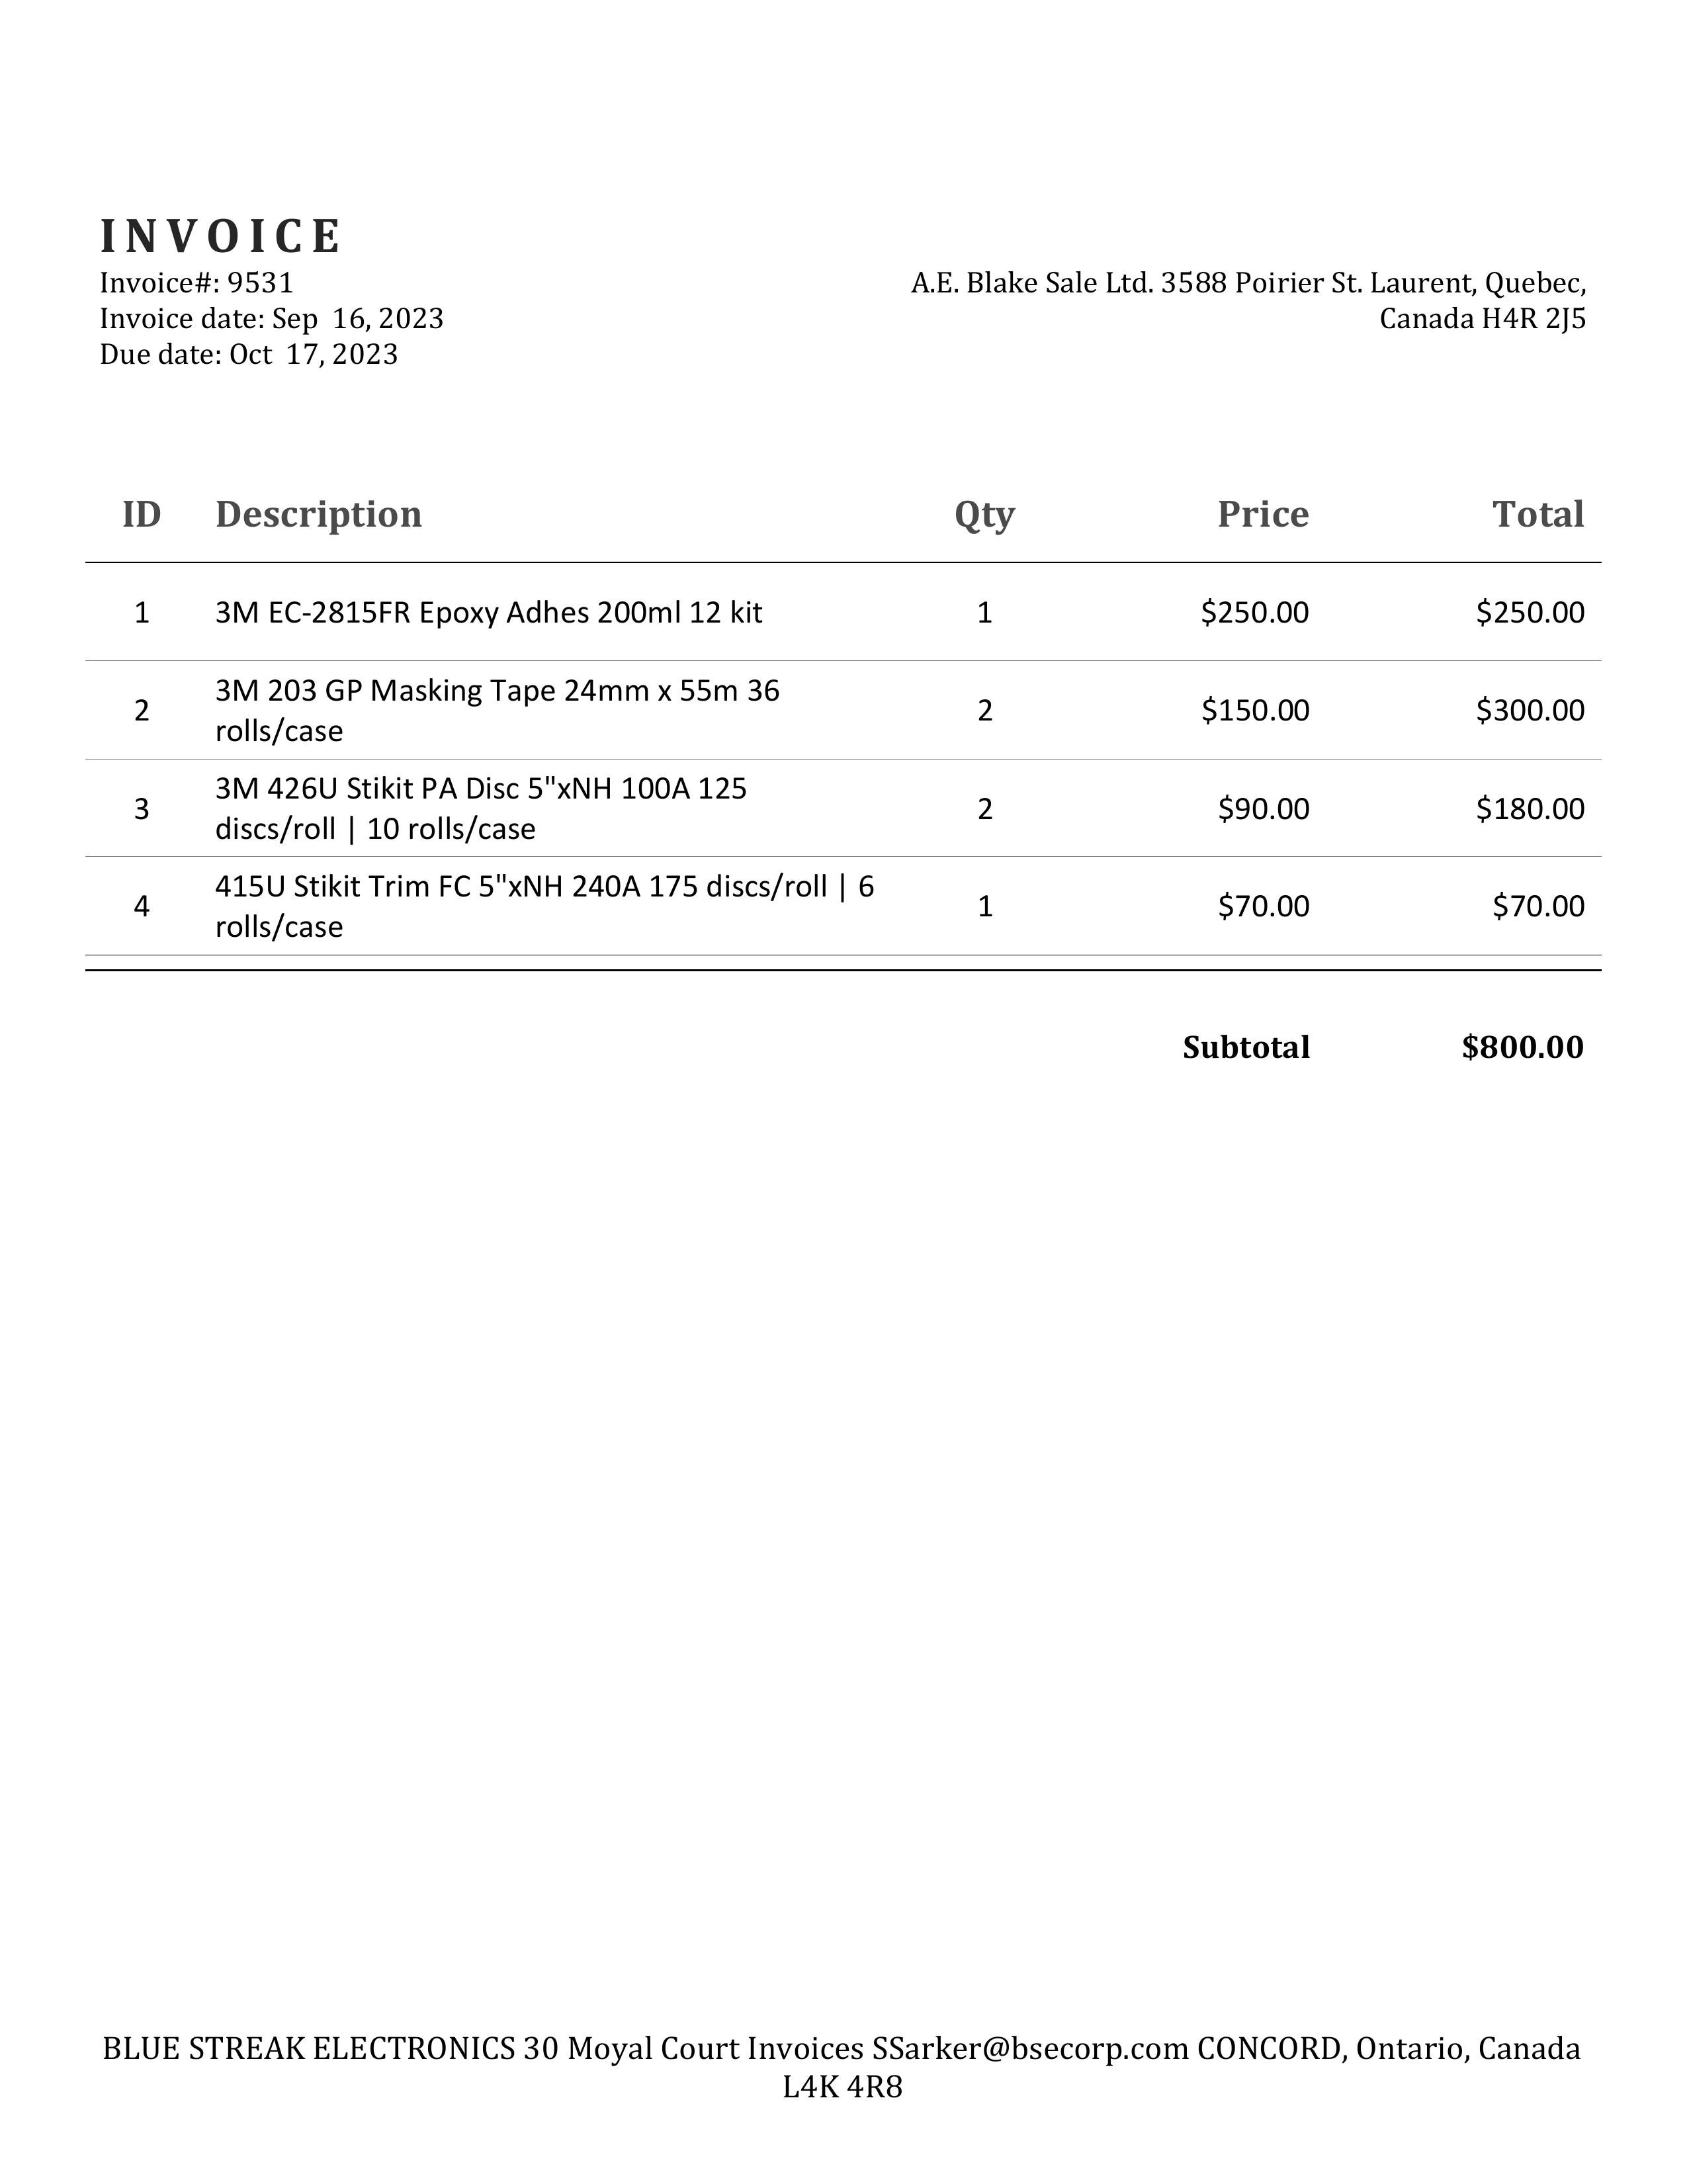 INVOICE
Invoice#: 9531
Invoice date: Sep  16, 2023
Due date: Oct  17, 2023
A.E. Blake Sale Ltd. 3588 Poirier St. Laurent, Quebec,
Canada H4R 2J5
ID Description Qty Price Total
1 3M EC-2815FR Epoxy Adhes 200ml 12 kit 1 $250.00 $250.00
3M 203 GP Masking Tape 24mm x 55m 36
2 rolls/case 2 $150.00 $300.00
3M 426U Stikit PA Disc 5"xNH 100A 125
3 discs/roll | 10 rolls/case 2 $90.00 $180.00
415U Stikit Trim FC 5"xNH 240A 175 discs/roll | 6
4 rolls/case 1 $70.00 $70.00
Subtotal $800.00
BLUE STREAK ELECTRONICS 30 Moyal Court Invoices SSarker@bsecorp.com CONCORD, Ontario, Canada
L4K 4R8